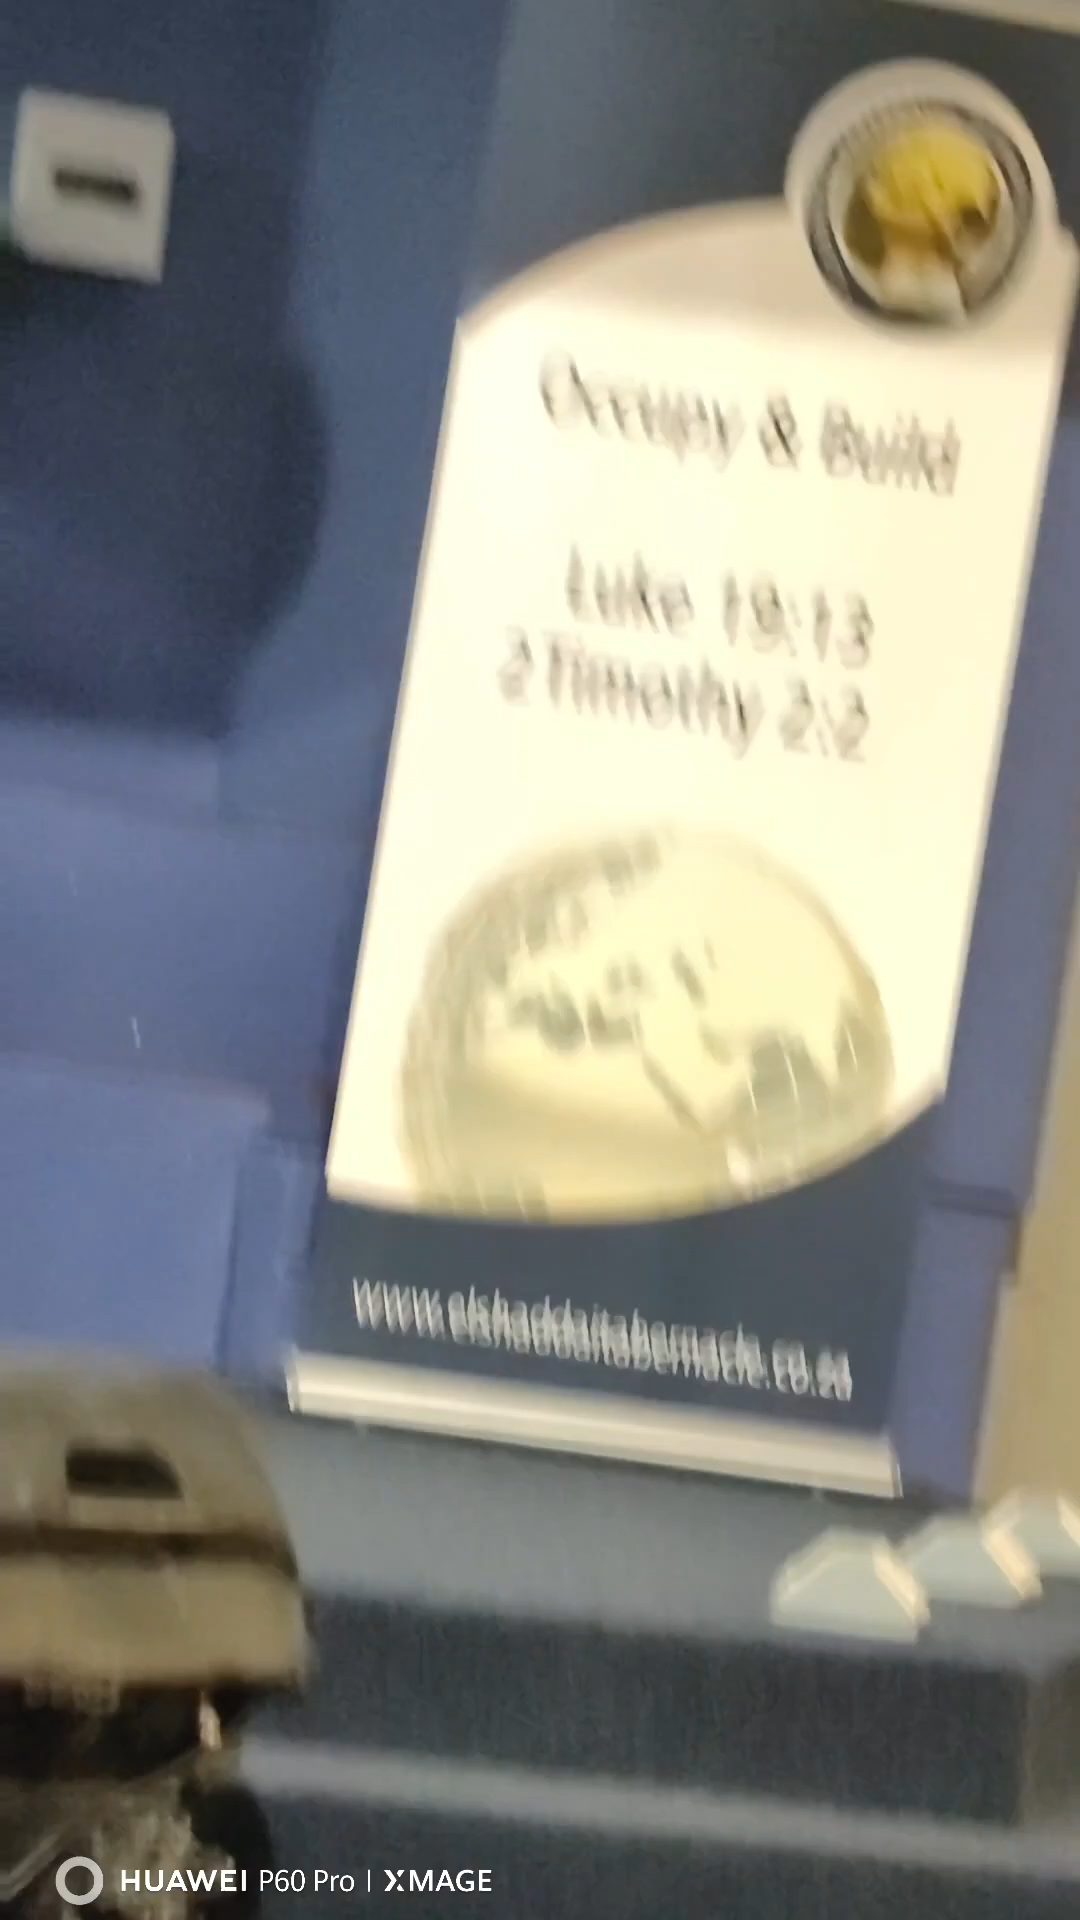 Occupy & Build
Luke 19:13
2 Timothy 2:2
www.elshaddaitabernacle.co.za
HUAWEI P60 Pro | XMAGE